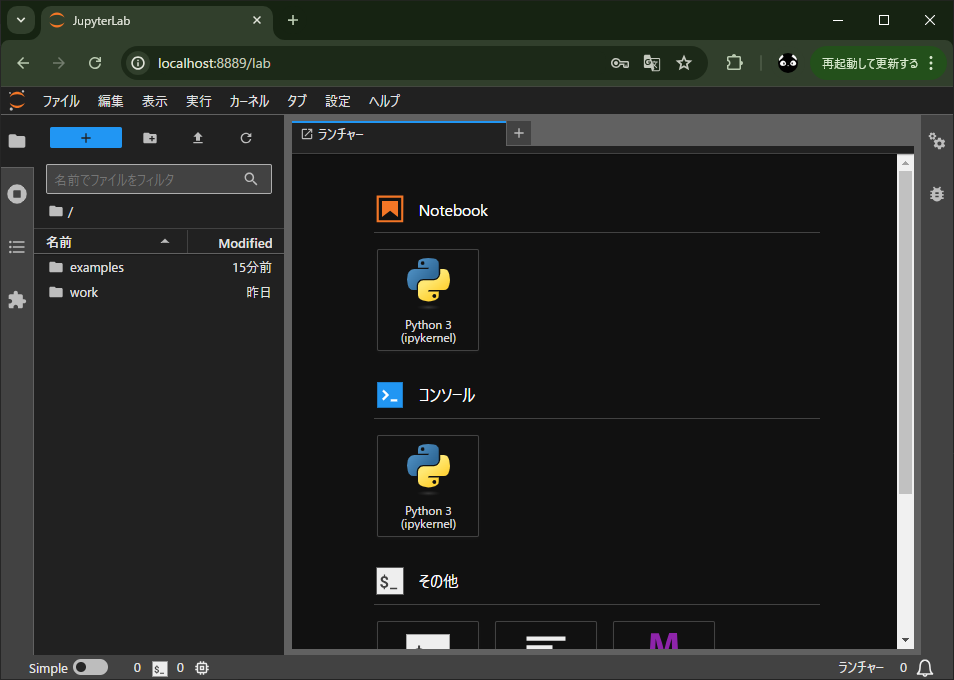 JupyterLab
localhost:8889/lab
再起動して更新する
ファイル 編集 表示 実行 カーネル タブ 設定 ヘルプ
ランチャー
名前でファイルをフィルタ
/
名前 Modified
examples 15分前
work 昨日
Notebook
Python 3
(ipykernel)
コンソール
Python 3
(ipykernel)
$_ その他
M
Simple 0 $_ 0 ランチャー 0